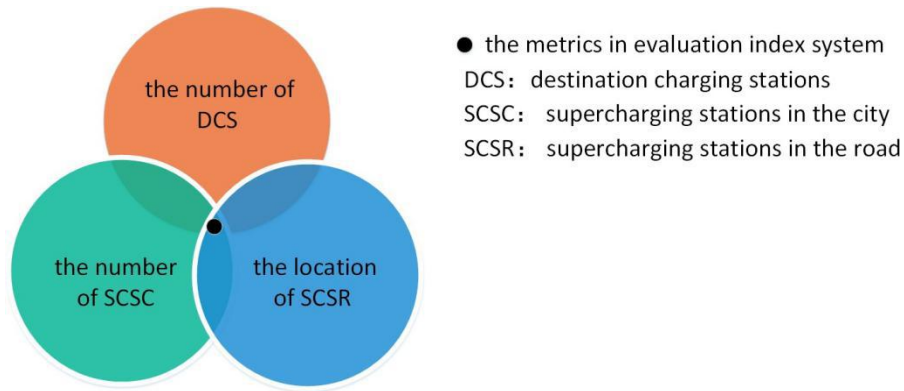 the number of
DCS
the number
of SCSC
the location
of SCSR
● the metrics in evaluation index system
DCS： destination charging stations
SCSC： supercharging stations in the city
SCSR： supercharging stations in the road